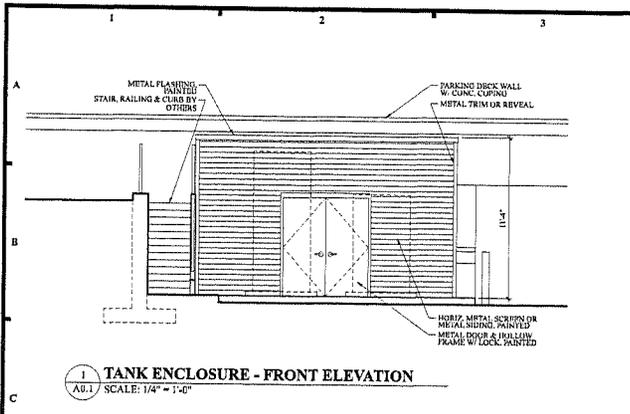 1 2 3
A
METAL FLASHING,
PAINTED
STAIR, RAILING & CURB BY
OTHERS
PARKING DECK WALL
W/ CONC. COPING
METAL TRIM OR REVEAL
B
11'-4"
HORIZ. METAL SCREEN OR
METAL SIDING, PAINTED
METAL DOOR & HOLLOW
FRAME W/ LOCK, PAINTED
1
A0.1
TANK ENCLOSURE - FRONT ELEVATION
SCALE: 1/4" = 1'-0"
C